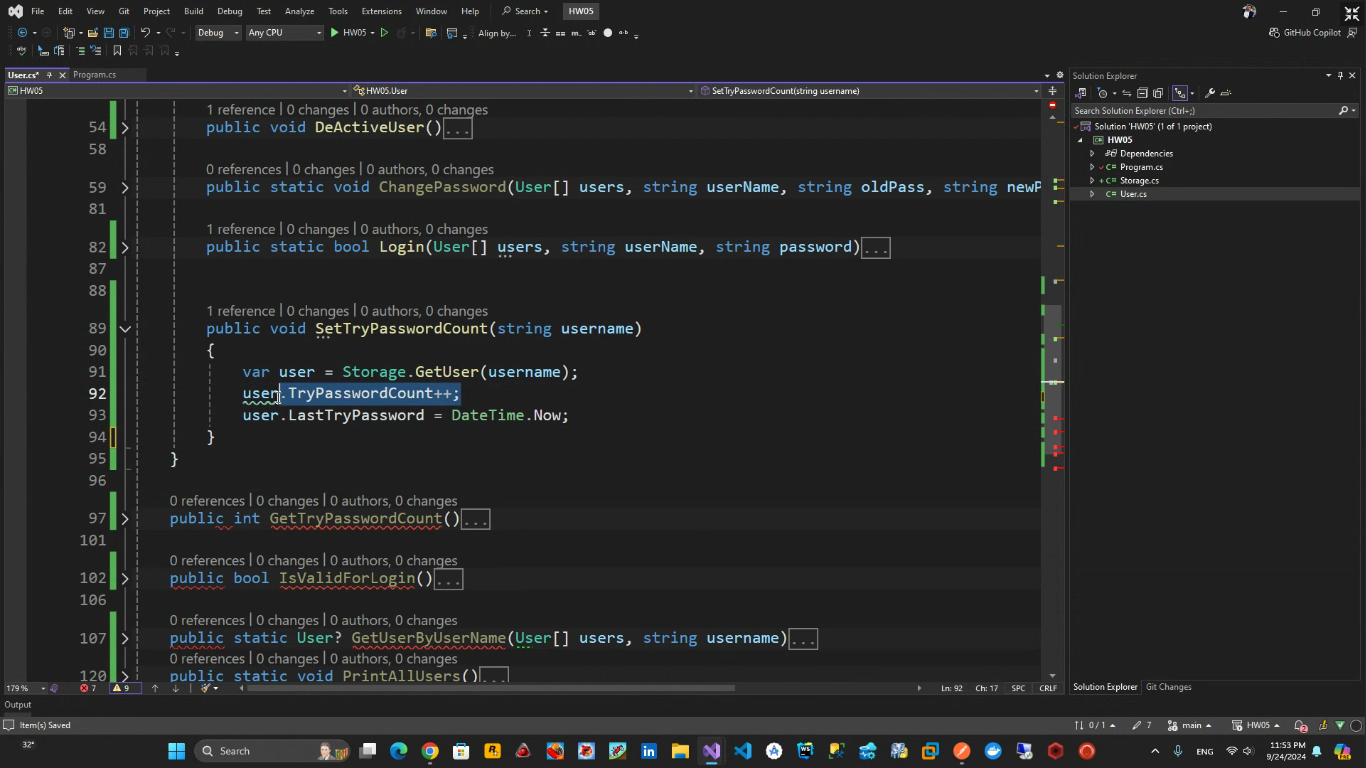 File Edit View Git Project Build Debug Test Analyze Tools Extensions Window Help Search HW05
Debug Any CPU HW05 Align by... GitHub Copilot
User.cs* Program.cs
HW05 HW05.User SetTryPasswordCount(string username)
1 reference | 0 changes | 0 authors, 0 changes
54 public void DeActiveUser()...
58
0 references | 0 changes | 0 authors, 0 changes
59 public static void ChangePassword(User[] users, string userName, string oldPass, string newP
81
1 reference | 0 changes | 0 authors, 0 changes
82 public static bool Login(User[] users, string userName, string password)...
87
88
1 reference | 0 changes | 0 authors, 0 changes
89 public void SetTryPasswordCount(string username)
90 {
91 var user = Storage.GetUser(username);
92 user.TryPasswordCount++;
93 user.LastTryPassword = DateTime.Now;
94 }
95 }
96
0 references | 0 changes | 0 authors, 0 changes
97 public int GetTryPasswordCount()...
101
0 references | 0 changes | 0 authors, 0 changes
102 public bool IsValidForLogin()...
106
0 references | 0 changes | 0 authors, 0 changes
107 public static User? GetUserByUserName(User[] users, string username)...
0 references | 0 changes | 0 authors, 0 changes
120 public static void PrintAllUsers()...
179 % 7 9 Ln: 92 Ch: 17 SPC CRLF
Solution Explorer
Search Solution Explorer (Ctrl+;)
Solution 'HW05' (1 of 1 project)
HW05
Dependencies
Program.cs
Storage.cs
User.cs
Solution Explorer Git Changes
Output
Item(s) Saved 0 / 1 7 main HW05 2
32° Search ENG 11:53 PM
9/24/2024